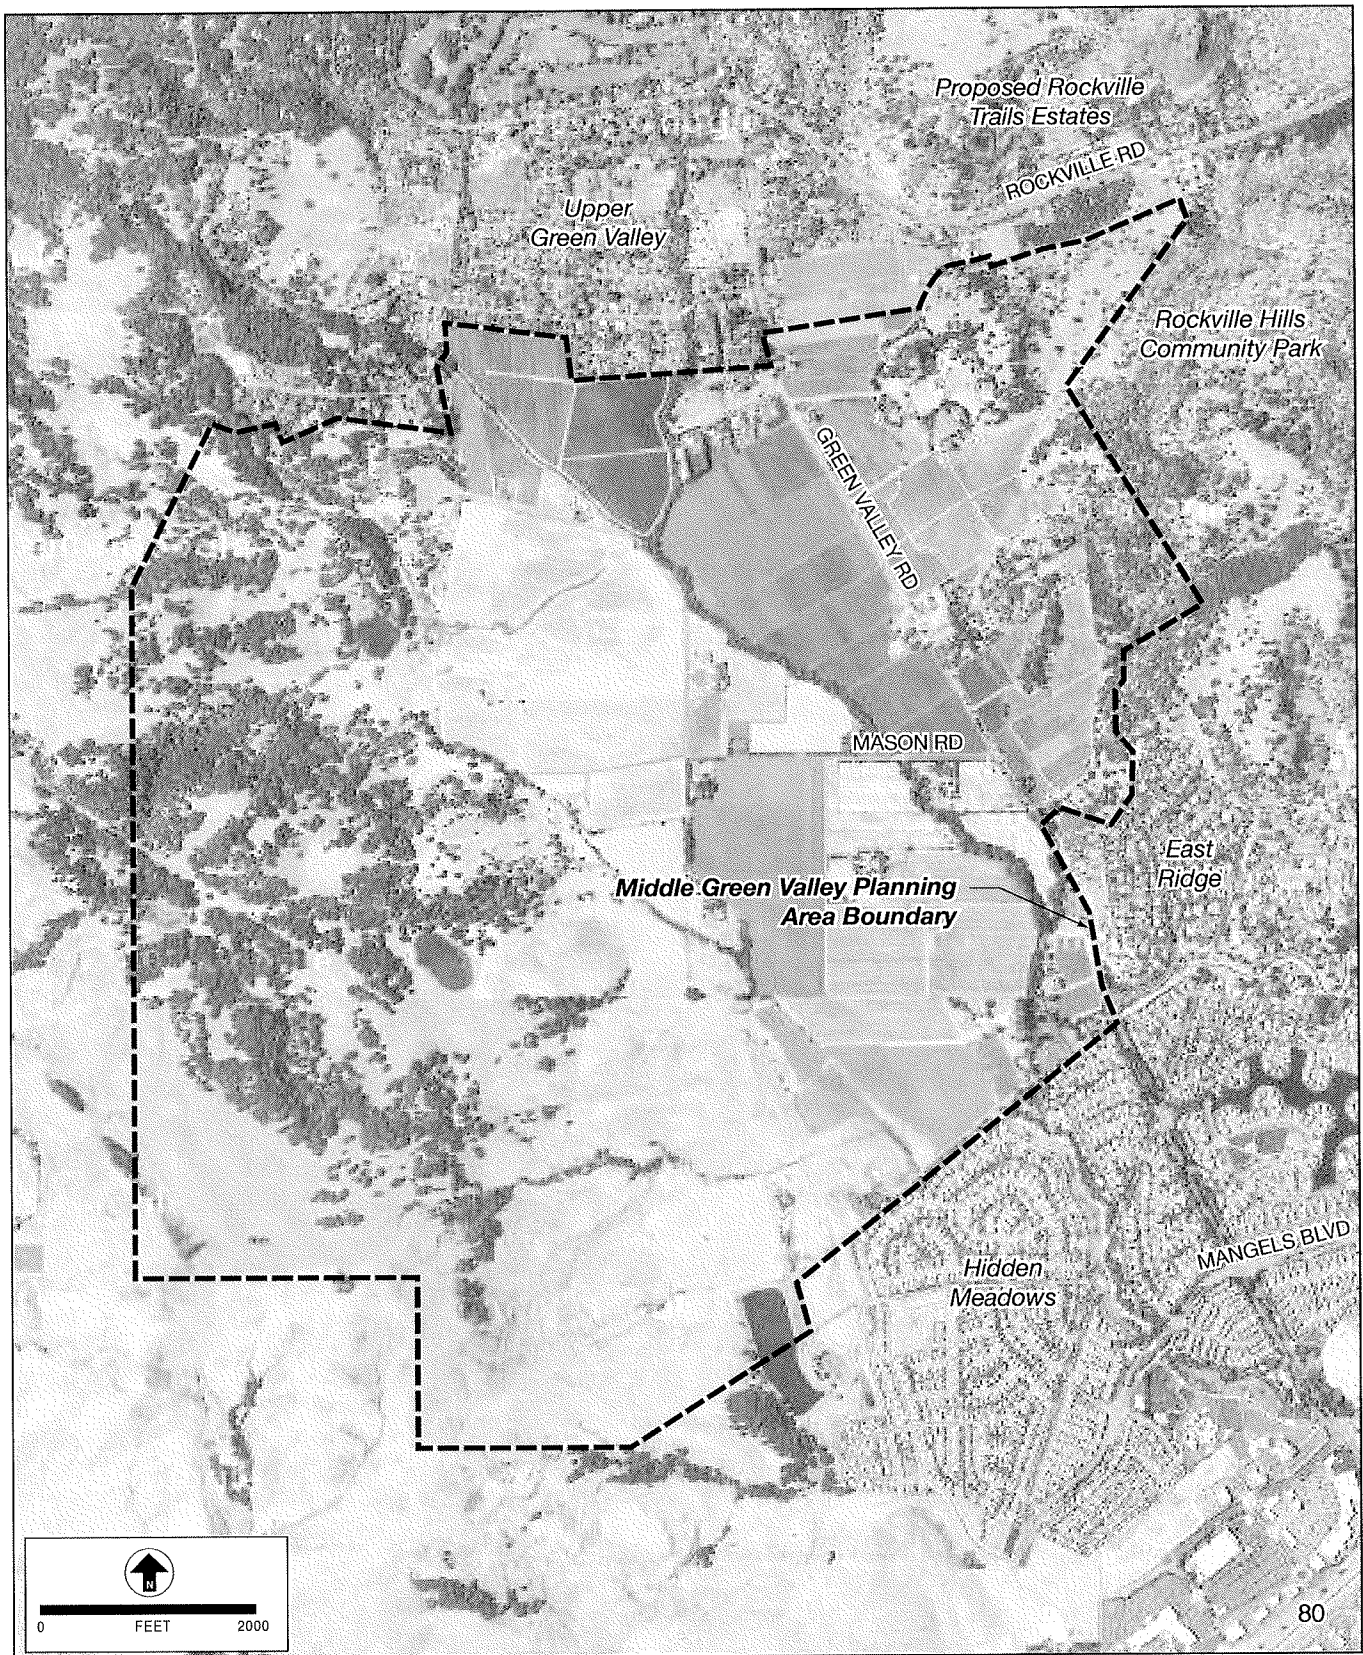 Proposed Rockville
Trails Estates
ROCKVILLE RD
Upper
Green Valley
Rockville Hills
Community Park
GREEN VALLEY RD
MASON RD
East
Ridge
Middle Green Valley Planning
Area Boundary
MANGELS BLVD
Hidden
Meadows
N
0 FEET 2000
80